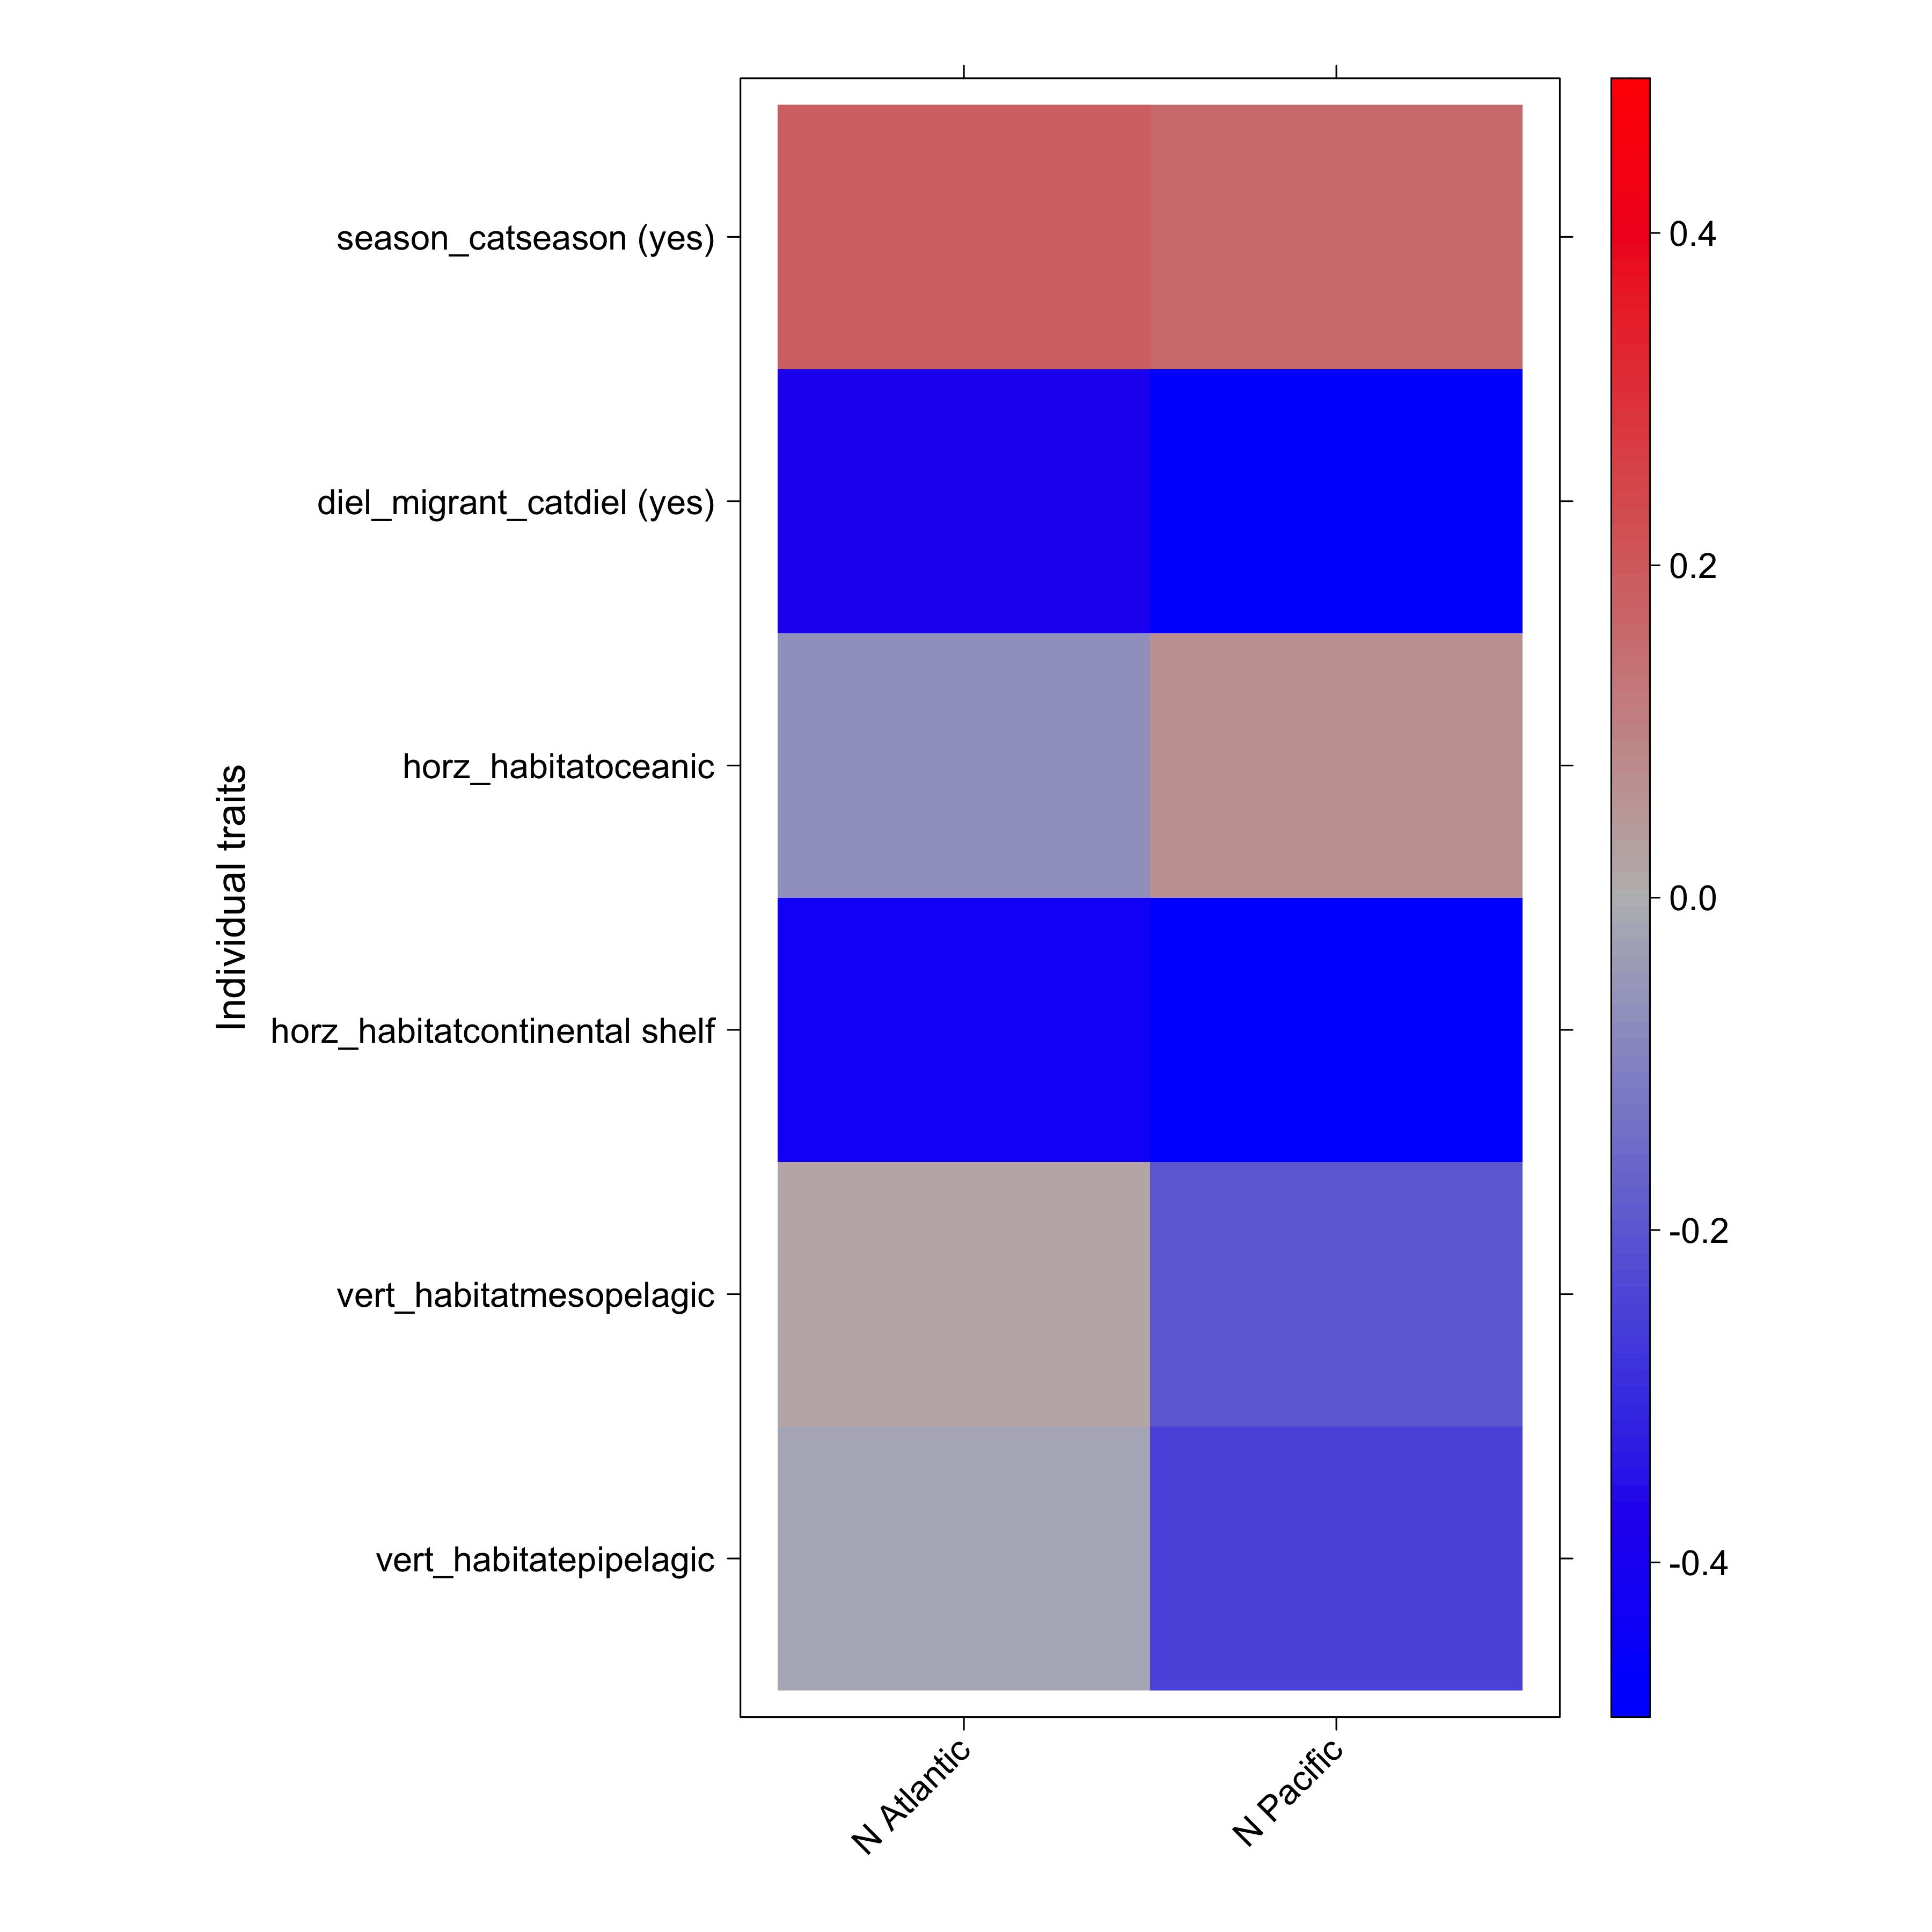 Individual traits
season_catseason (yes)
diel_migrant_catdiel (yes)
horz_habitatoceanic
horz_habitatcontinental shelf
vert_habitatmesopelagic
vert_habitatepipelagic
N Atlantic
N Pacific
0.4
0.2
0.0
-0.2
-0.4